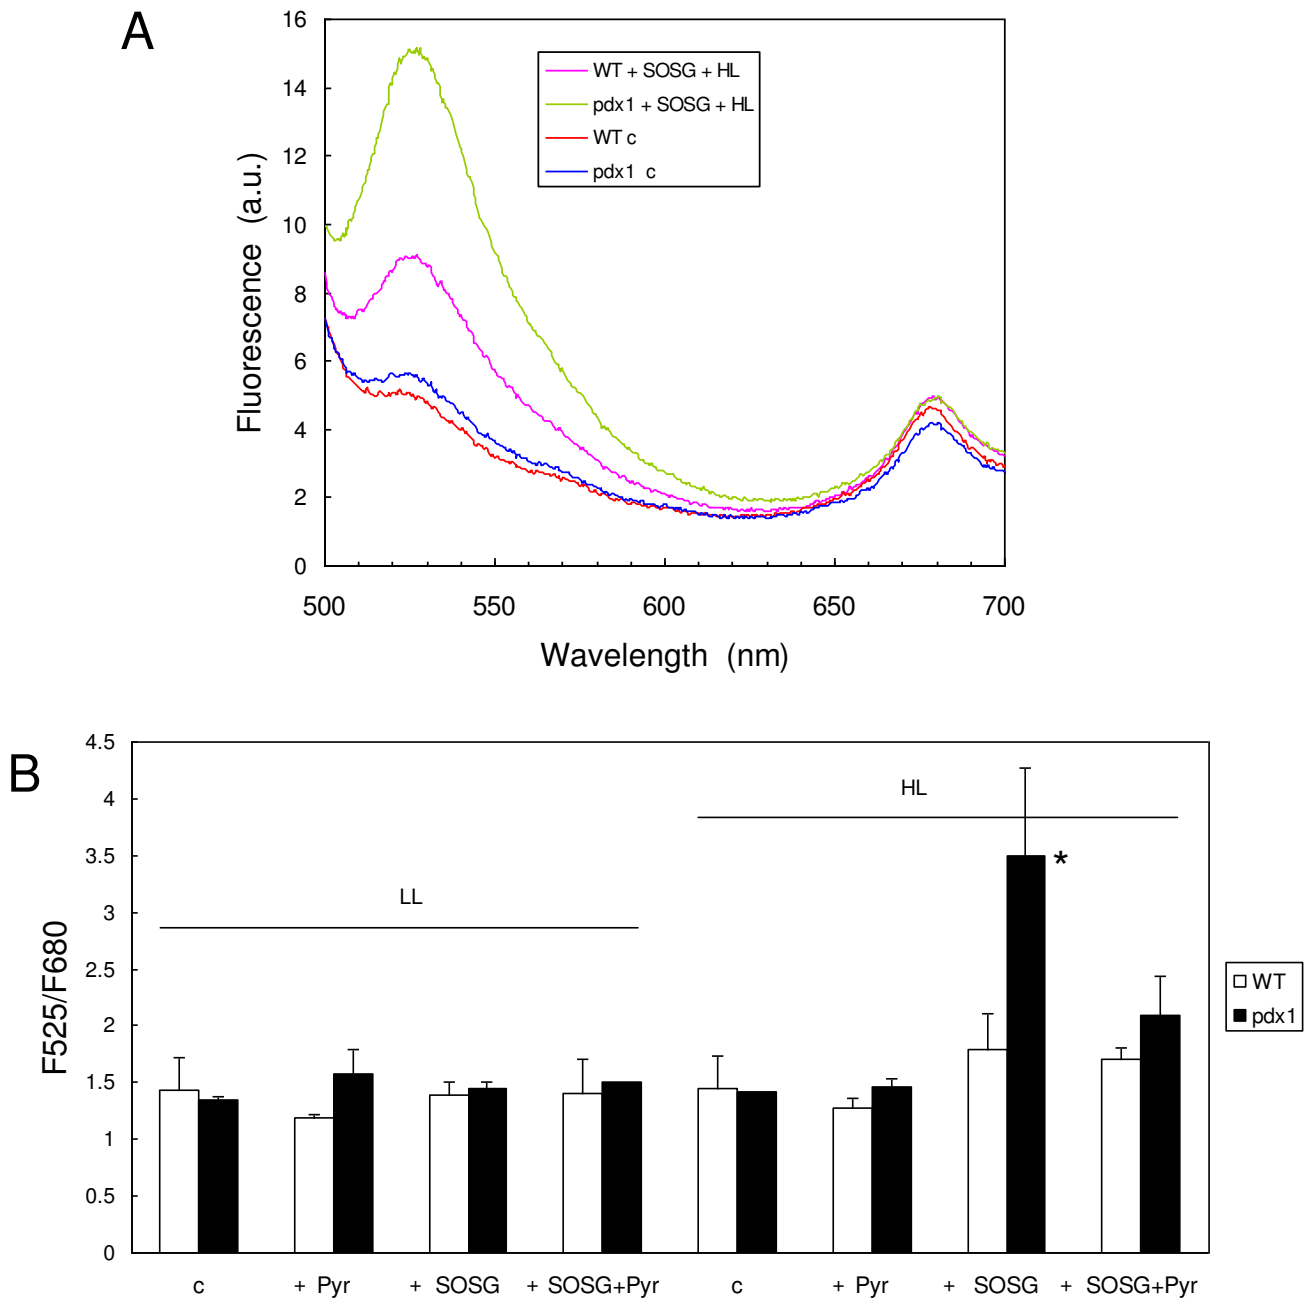 A
16
14
12
10
8
6
4
2
0
Fluorescence (a.u.)
WT + SOSG + HL
pdx1 + SOSG + HL
WT c
pdx1 c
500 550 600 650 700
Wavelength (nm)
B
4.5
4
3.5
3
2.5
2
1.5
1
0.5
0
F525/F680
LL
HL
*
WT
pdx1
c + Pyr + SOSG + SOSG+Pyr c + Pyr + SOSG + SOSG+Pyr